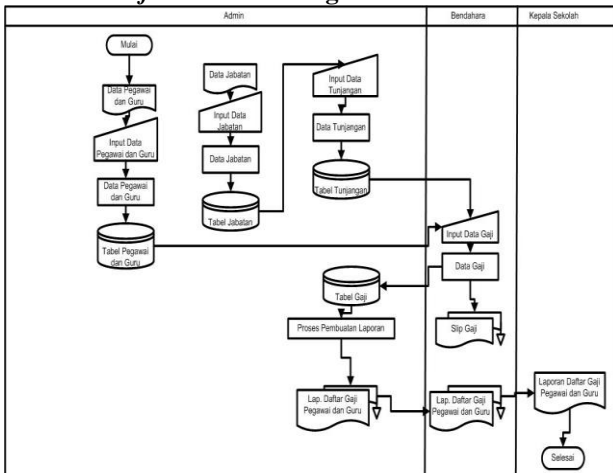 Admin
Bendahara
Kepala Sekolah
Mulai
Data Pegawai
dan Guru
Input Data
Pegawai dan Guru
Data Pegawai
dan Guru
Tabel Pegawai
dan Guru
Data Jabatan
Input Data
Jabatan
Data Jabatan
Tabel Jabatan
Input Data
Tunjangan
Data Tunjangan
Tabel Tunjangan
Input Data Gaji
Data Gaji
Slip Gaji
Tabel Gaji
Proses Pembuatan Laporan
Lap. Daftar Gaji
Pegawai dan Guru
Lap. Daftar Gaji
Pegawai dan Guru
Laporan Daftar Gaji
Pegawai dan Guru
Selesai